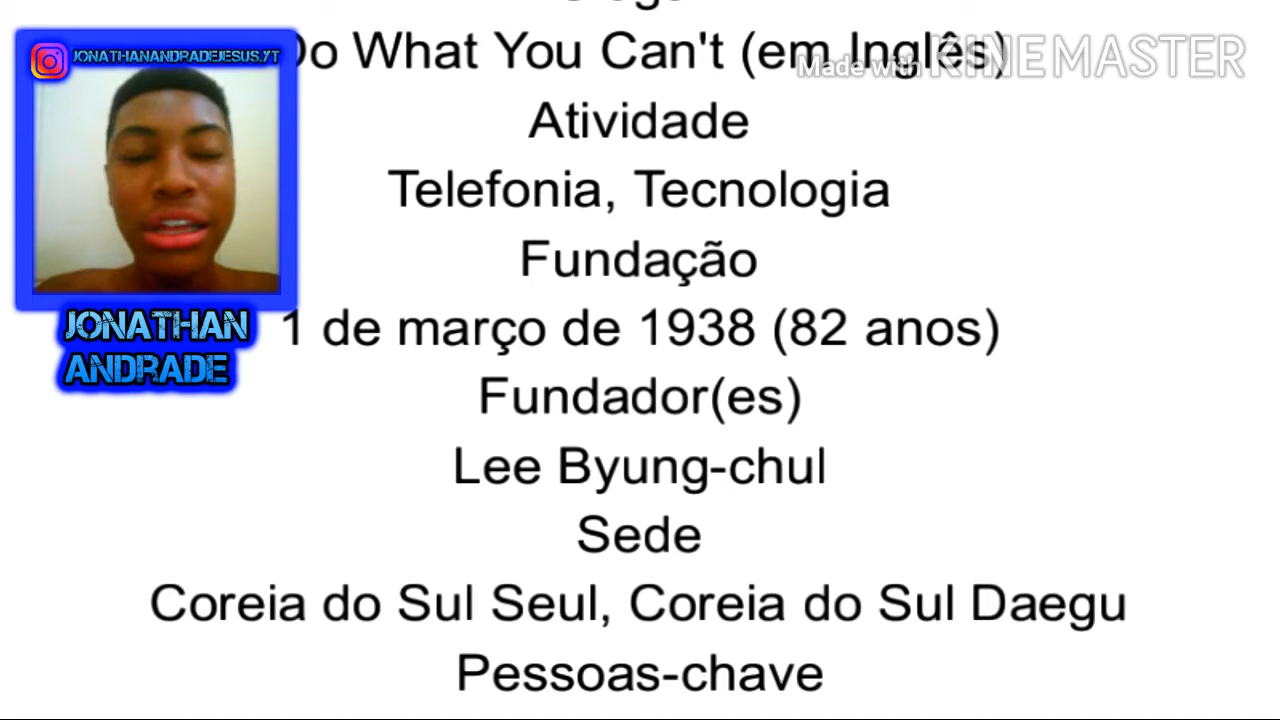 JONATHANANDRADEJESUS.YT
Do What You Can't (em Inglês)
Made with KINEMASTER
Atividade
Telefonia, Tecnologia
Fundação
JONATHAN
ANDRADE
1 de março de 1938 (82 anos)
Fundador(es)
Lee Byung-chul
Sede
Coreia do Sul Seul, Coreia do Sul Daegu
Pessoas-chave